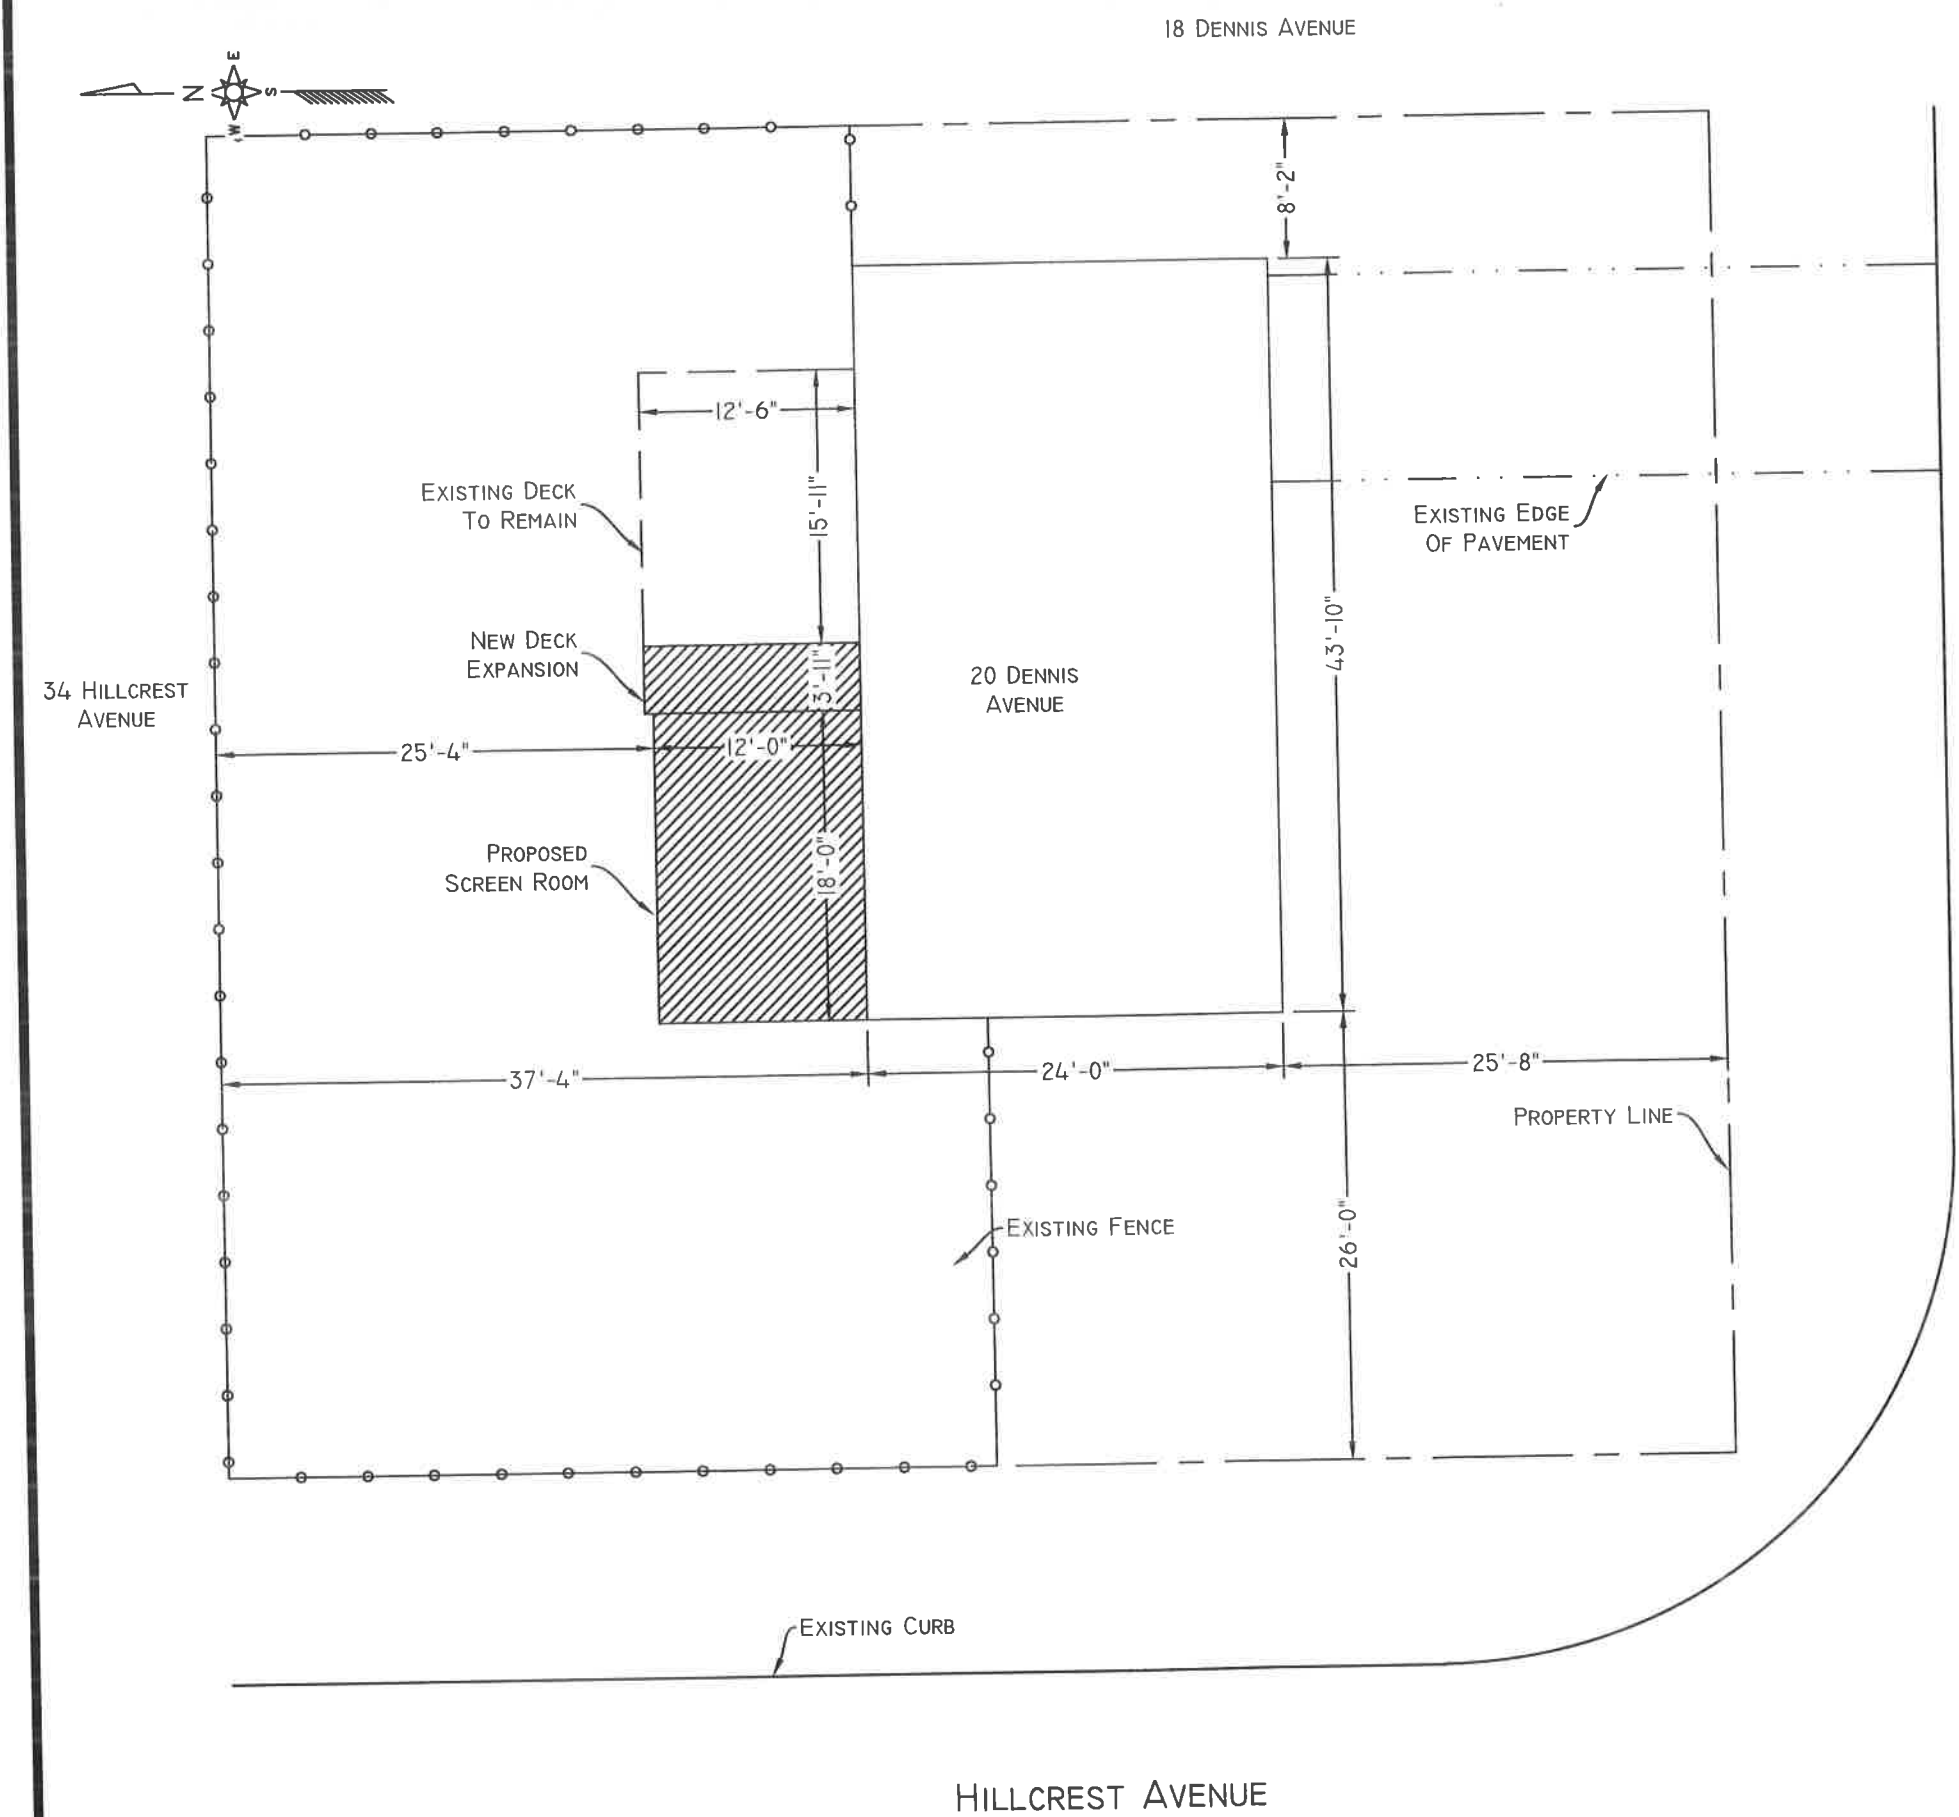 18 DENNIS AVENUE
E
N
S
W
8'-2"
12'-6"
15'-11"
EXISTING DECK
TO REMAIN
EXISTING EDGE
OF PAVEMENT
NEW DECK
EXPANSION
3'-11"
43'-10"
20 DENNIS
AVENUE
34 HILLCREST
AVENUE
25'-4"
12'-0"
18'-0"
PROPOSED
SCREEN ROOM
37'-4"
24'-0"
25'-8"
PROPERTY LINE
26'-0"
EXISTING FENCE
EXISTING CURB
HILLCREST AVENUE